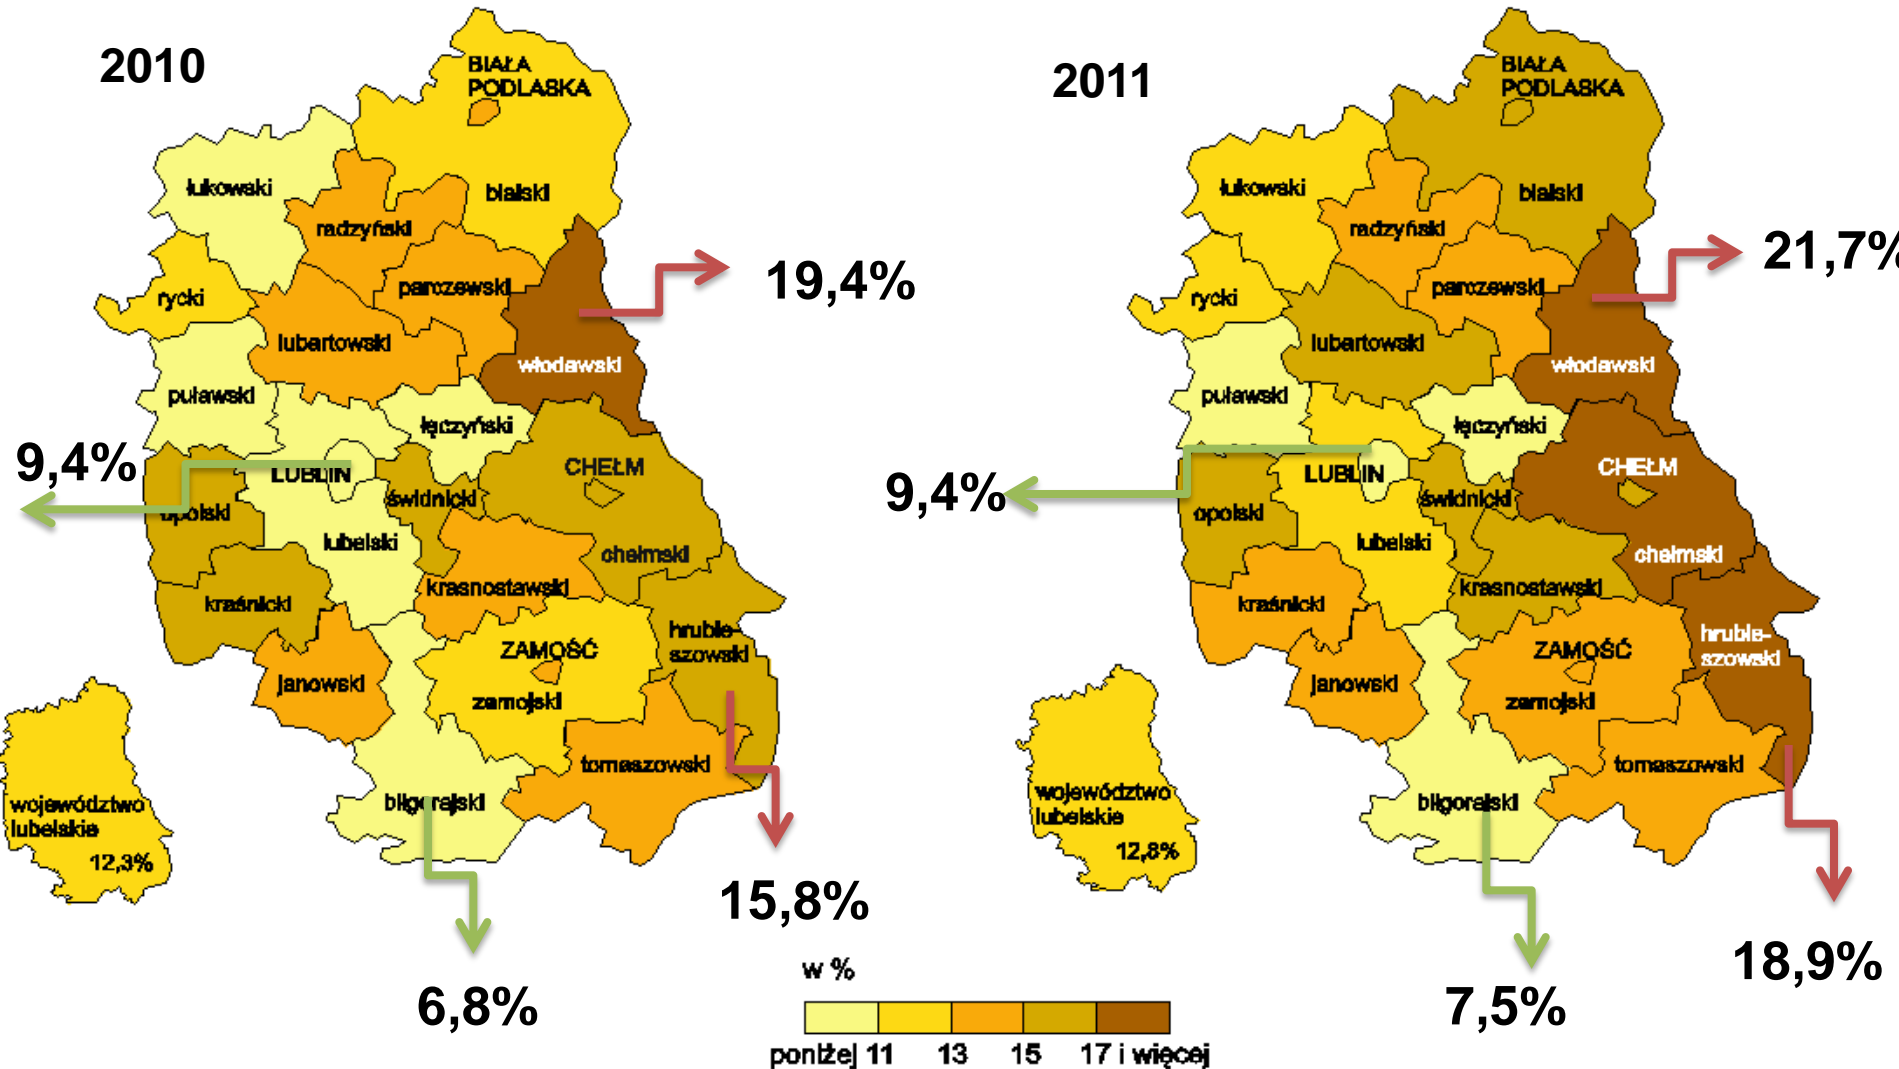 2010
BIAŁA
PODLASKA
łukowski
bialski
radzyński
rycki
parczewski
19,4%
lubartowski
włodawski
puławski
łęczyński
9,4%
LUBLIN
CHEŁM
świdnicki
opolski
lubelski
chełmski
krasnostawski
kraśnicki
hrubie-
szowski
ZAMOŚĆ
janowski
zamojski
tomaszowski
biłgorajski
województwo
lubelskie
12,3%
15,8%
6,8%
2011
BIAŁA
PODLASKA
łukowski
bialski
radzyński
21,7%
rycki
parczewski
lubartowski
włodawski
puławski
łęczyński
9,4%
LUBLIN
CHEŁM
świdnicki
opolski
lubelski
chełmski
krasnostawski
kraśnicki
hrubie-
szowski
ZAMOŚĆ
janowski
zamojski
tomaszowski
biłgorajski
województwo
lubelskie
12,8%
18,9%
7,5%
w %
poniżej 11 13 15 17 i więcej